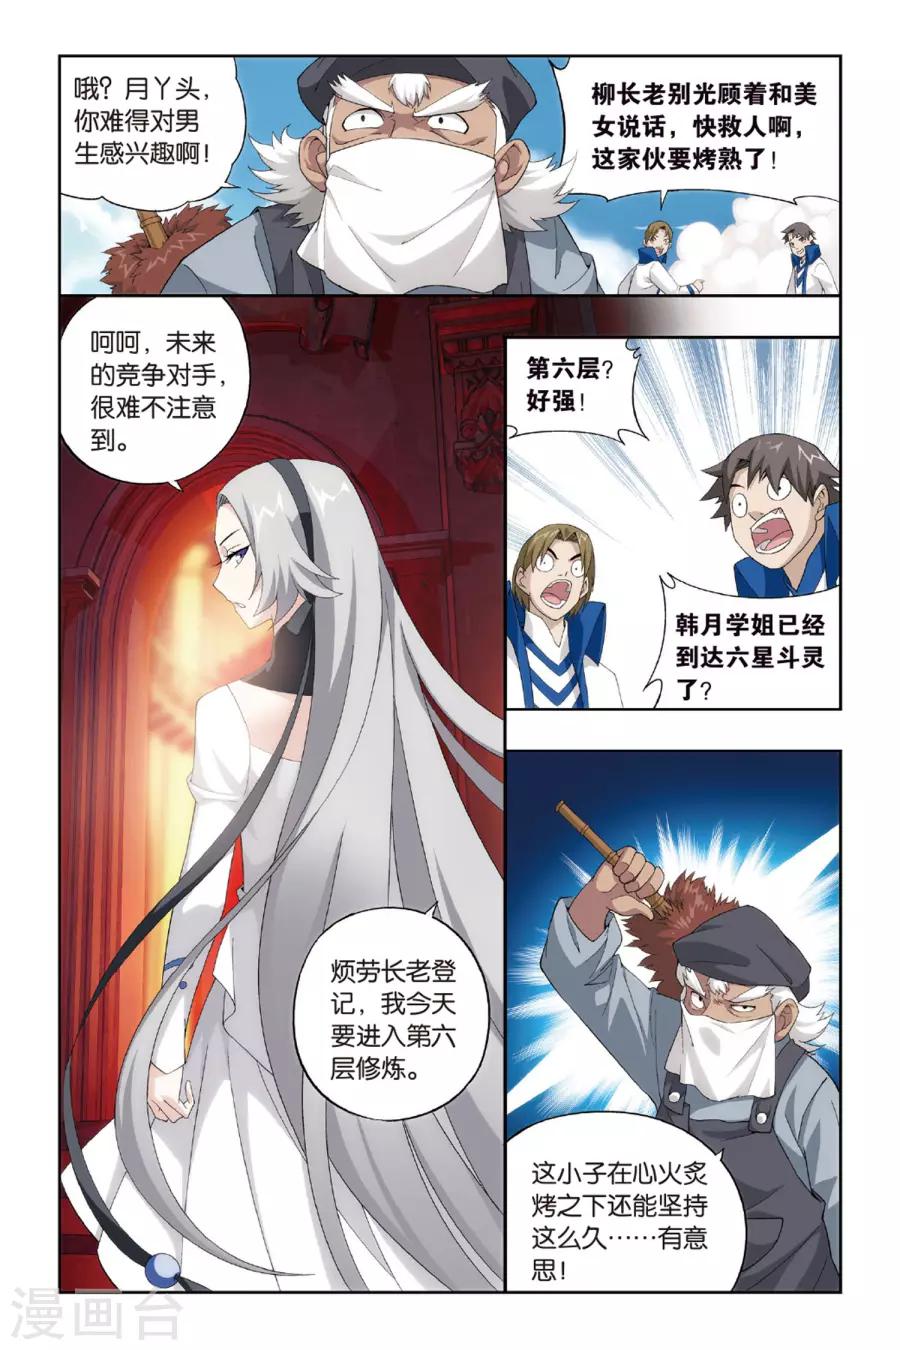 哦？月丫头，
你难得对男
生感兴趣啊！
柳长老别光顾着和美
女说话，快救人啊，
这家伙要烤熟了！
呵呵，未来
的竞争对手，
很难不注意
到。
第六层？
好强！
韩月学姐已经
到达六星斗灵
了？
烦劳长老登
记，我今天
要进入第六
层修炼。
这小子在心火炙
烤之下还能坚持
这么久……有意
思！
漫画台